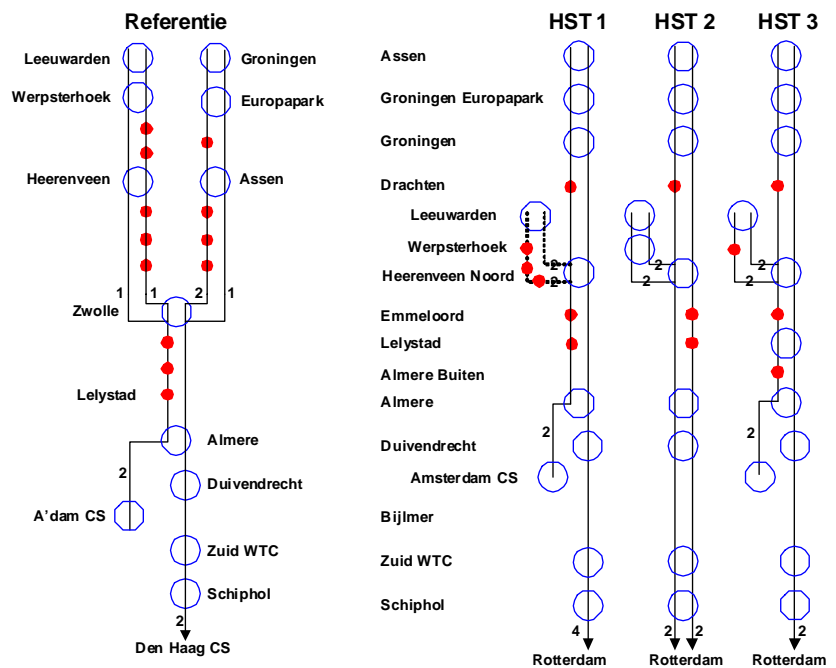 Referentie
HST 1 HST 2 HST 3
Leeuwarden Groningen Assen
Werpsterhoek Europapark Groningen Europapark
Groningen
Heerenveen Assen Drachten
Leeuwarden
Werpsterhoek
2 2 2
Heerenveen Noord
2 2 2
1 1 2 1
Zwolle Emmeloord
Lelystad
Almere Buiten
Lelystad Almere
Almere 2 Duivendrecht 2
2 Duivendrecht Amsterdam CS
A'dam CS Bijlmer
Zuid WTC Zuid WTC
Schiphol Schiphol
2 4 2 2 2
Den Haag CS Rotterdam Rotterdam Rotterdam